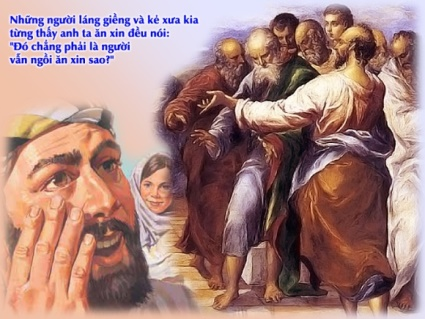 Những người láng giềng và kẻ xưa kia
từng thấy anh ta ăn xin đều nói:
"Đó chẳng phải là người
vẫn ngồi ăn xin sao?"